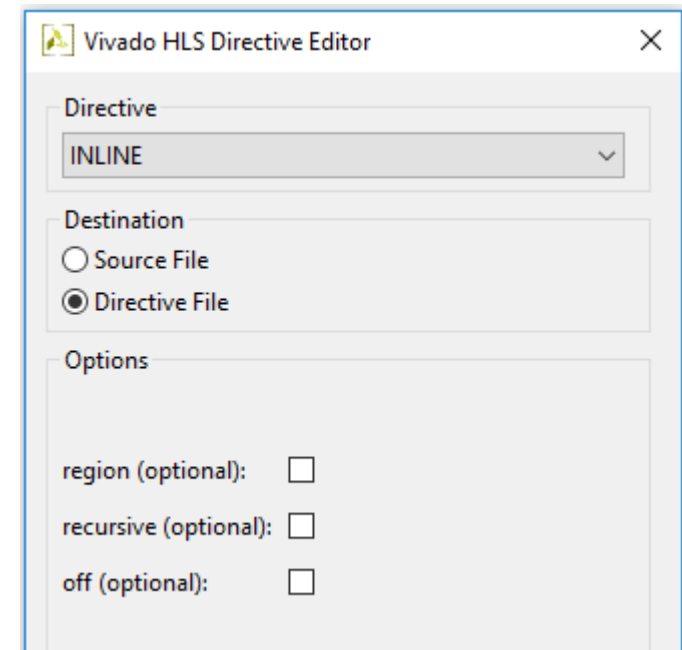 Vivado HLS Directive Editor
Directive
INLINE
Destination
Source File
Directive File
Options
region (optional):
recursive (optional):
off (optional):